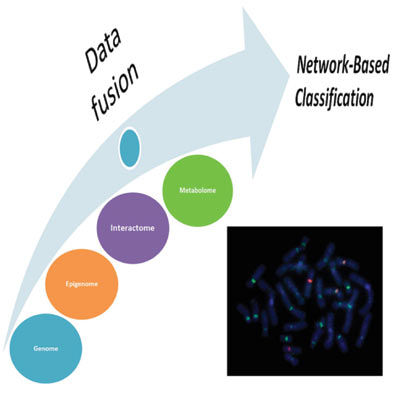 Data
fusion
Network-Based
Classification
Metabolome
Interactome
Epigenome
Genome